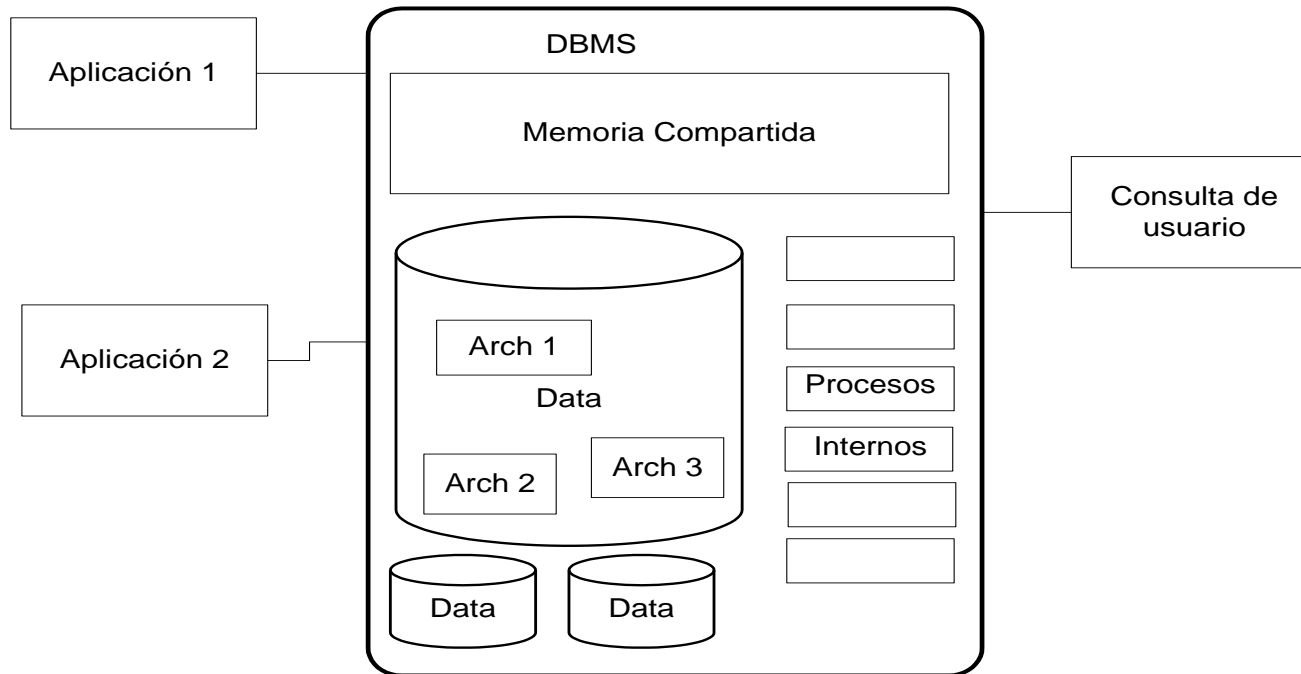 DBMS
Aplicación 1
Memoria Compartida
Consulta de
usuario
Aplicación 2
Arch 1
Data
Arch 2
Arch 3
Procesos
Internos
Data
Data